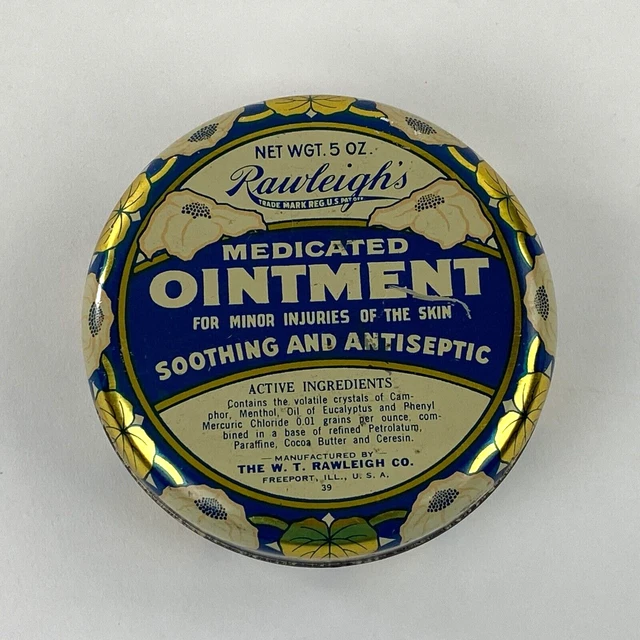 NET WGT. 5 OZ.
Rawleigh's
TRADE MARK REG. U.S. PAT. OFF.
MEDICATED
OINTMENT
FOR MINOR INJURIES OF THE SKIN
SOOTHING AND ANTISEPTIC
ACTIVE INGREDIENTS
Contains the volatile crystals of Cam-
phor, Menthol, Oil of Eucalyptus and Phenyl
Mercuric Chloride 0.01 grains per ounce, com-
bined in a base of refined Petrolatum,
Paraffine, Cocoa Butter and Ceresin.
MANUFACTURED BY
THE W. T. RAWLEIGH CO.
FREEPORT, ILL., U. S. A.
39